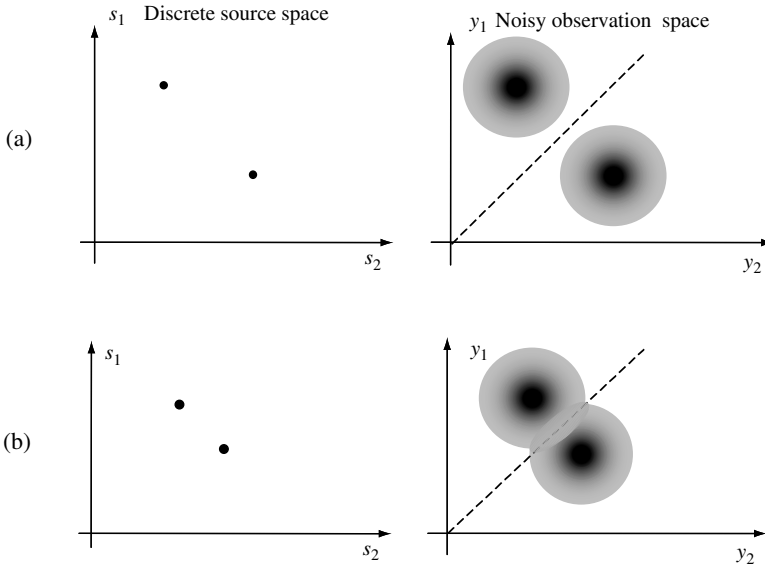 s1 Discrete source space
y1 Noisy observation space
(a)
s2
y2
s1
y1
(b)
s2
y2